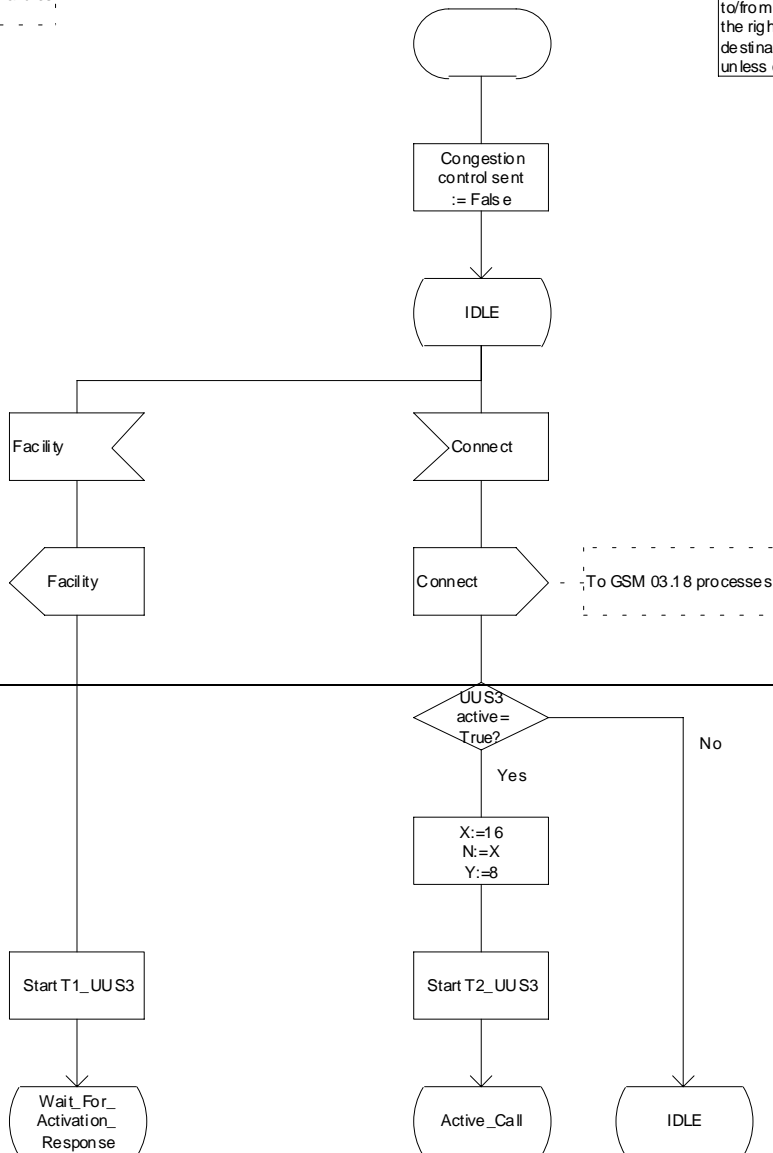 to/from
the righ
destina
unless
Congestion
control sent
:= False
IDLE
Facility
Connect
Facility
Connect
To GSM 03.18 processes
UUS3
active =
True?
No
Yes
X:=16
N:=X
Y:=8
Start T1_UUS3
Start T2_UUS3
Wait_For_
Activation_
Response
Active_Call
IDLE